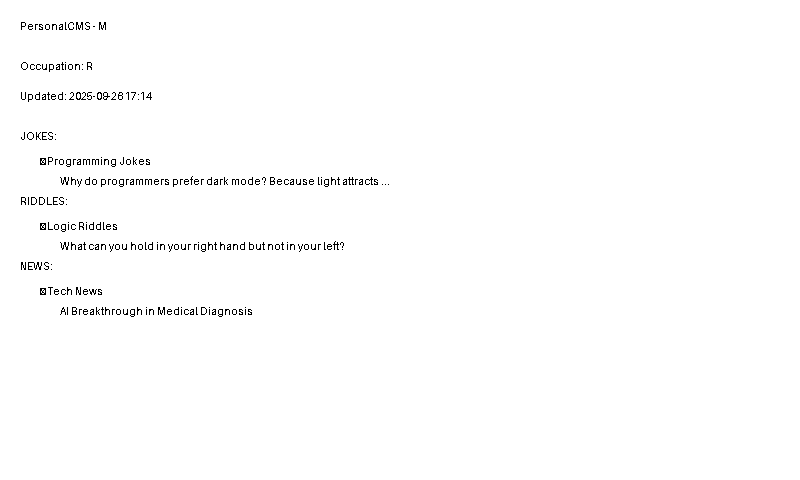 PersonalCMS - M
Occupation: R
Updated: 2025-09-26 17:14
JOKES:
Programming Jokes
Why do programmers prefer dark mode? Because light attracts ...
RIDDLES:
Logic Riddles
What can you hold in your right hand but not in your left?
NEWS:
Tech News
AI Breakthrough in Medical Diagnosis